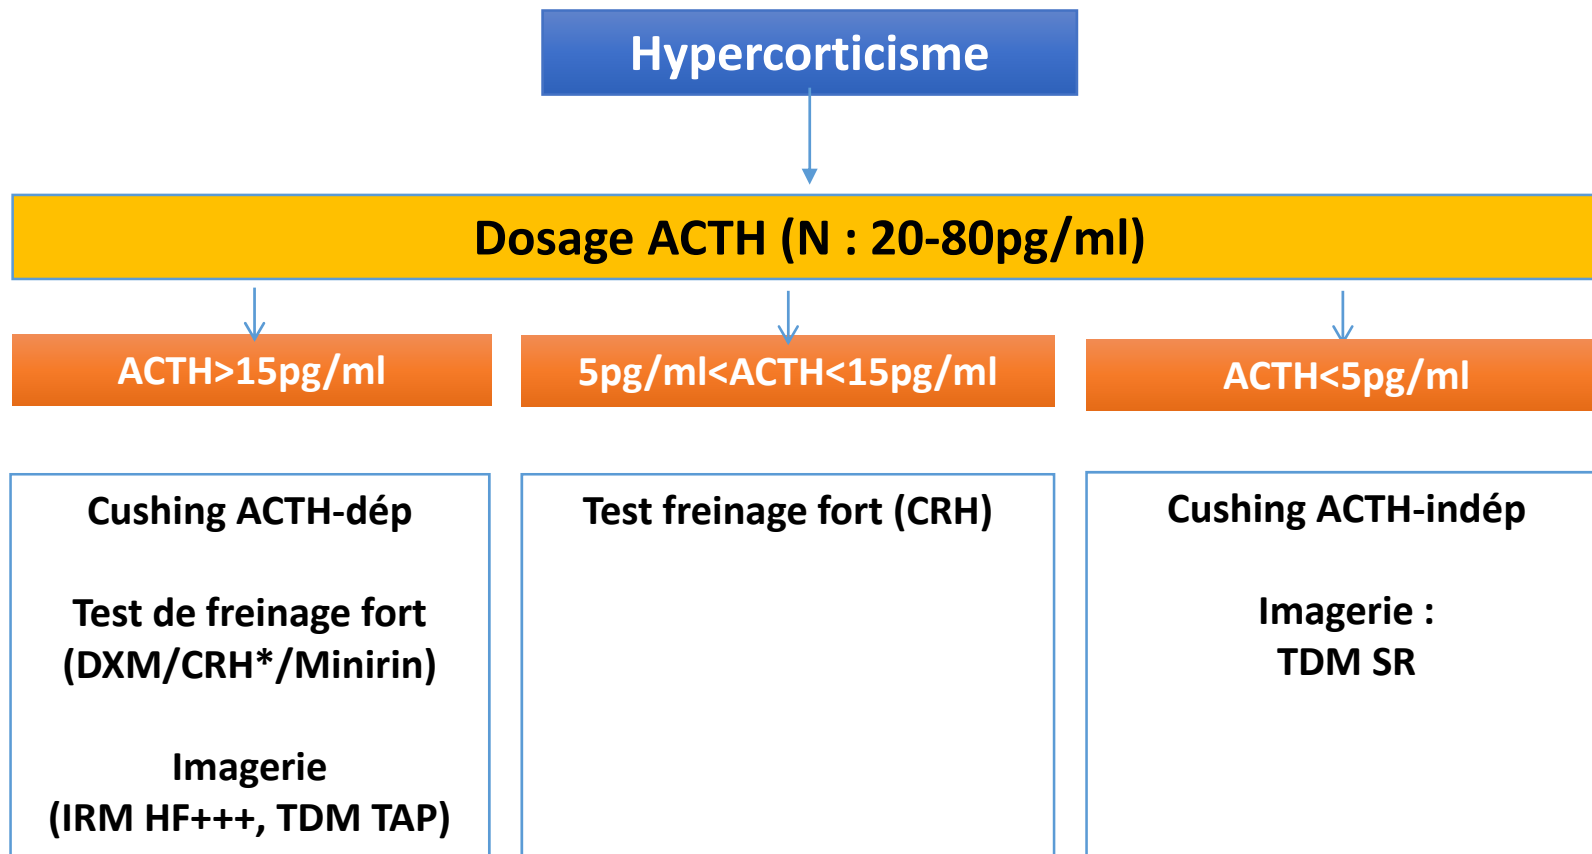 Hypercorticisme
Dosage ACTH (N : 20-80pg/ml)
ACTH>15pg/ml
5pg/ml<ACTH<15pg/ml
ACTH<5pg/ml
Cushing ACTH-dép
Test de freinage fort
(DXM/CRH*/Minirin)
Imagerie
(IRM HF+++, TDM TAP)
Test freinage fort (CRH)
Cushing ACTH-indép
Imagerie :
TDM SR